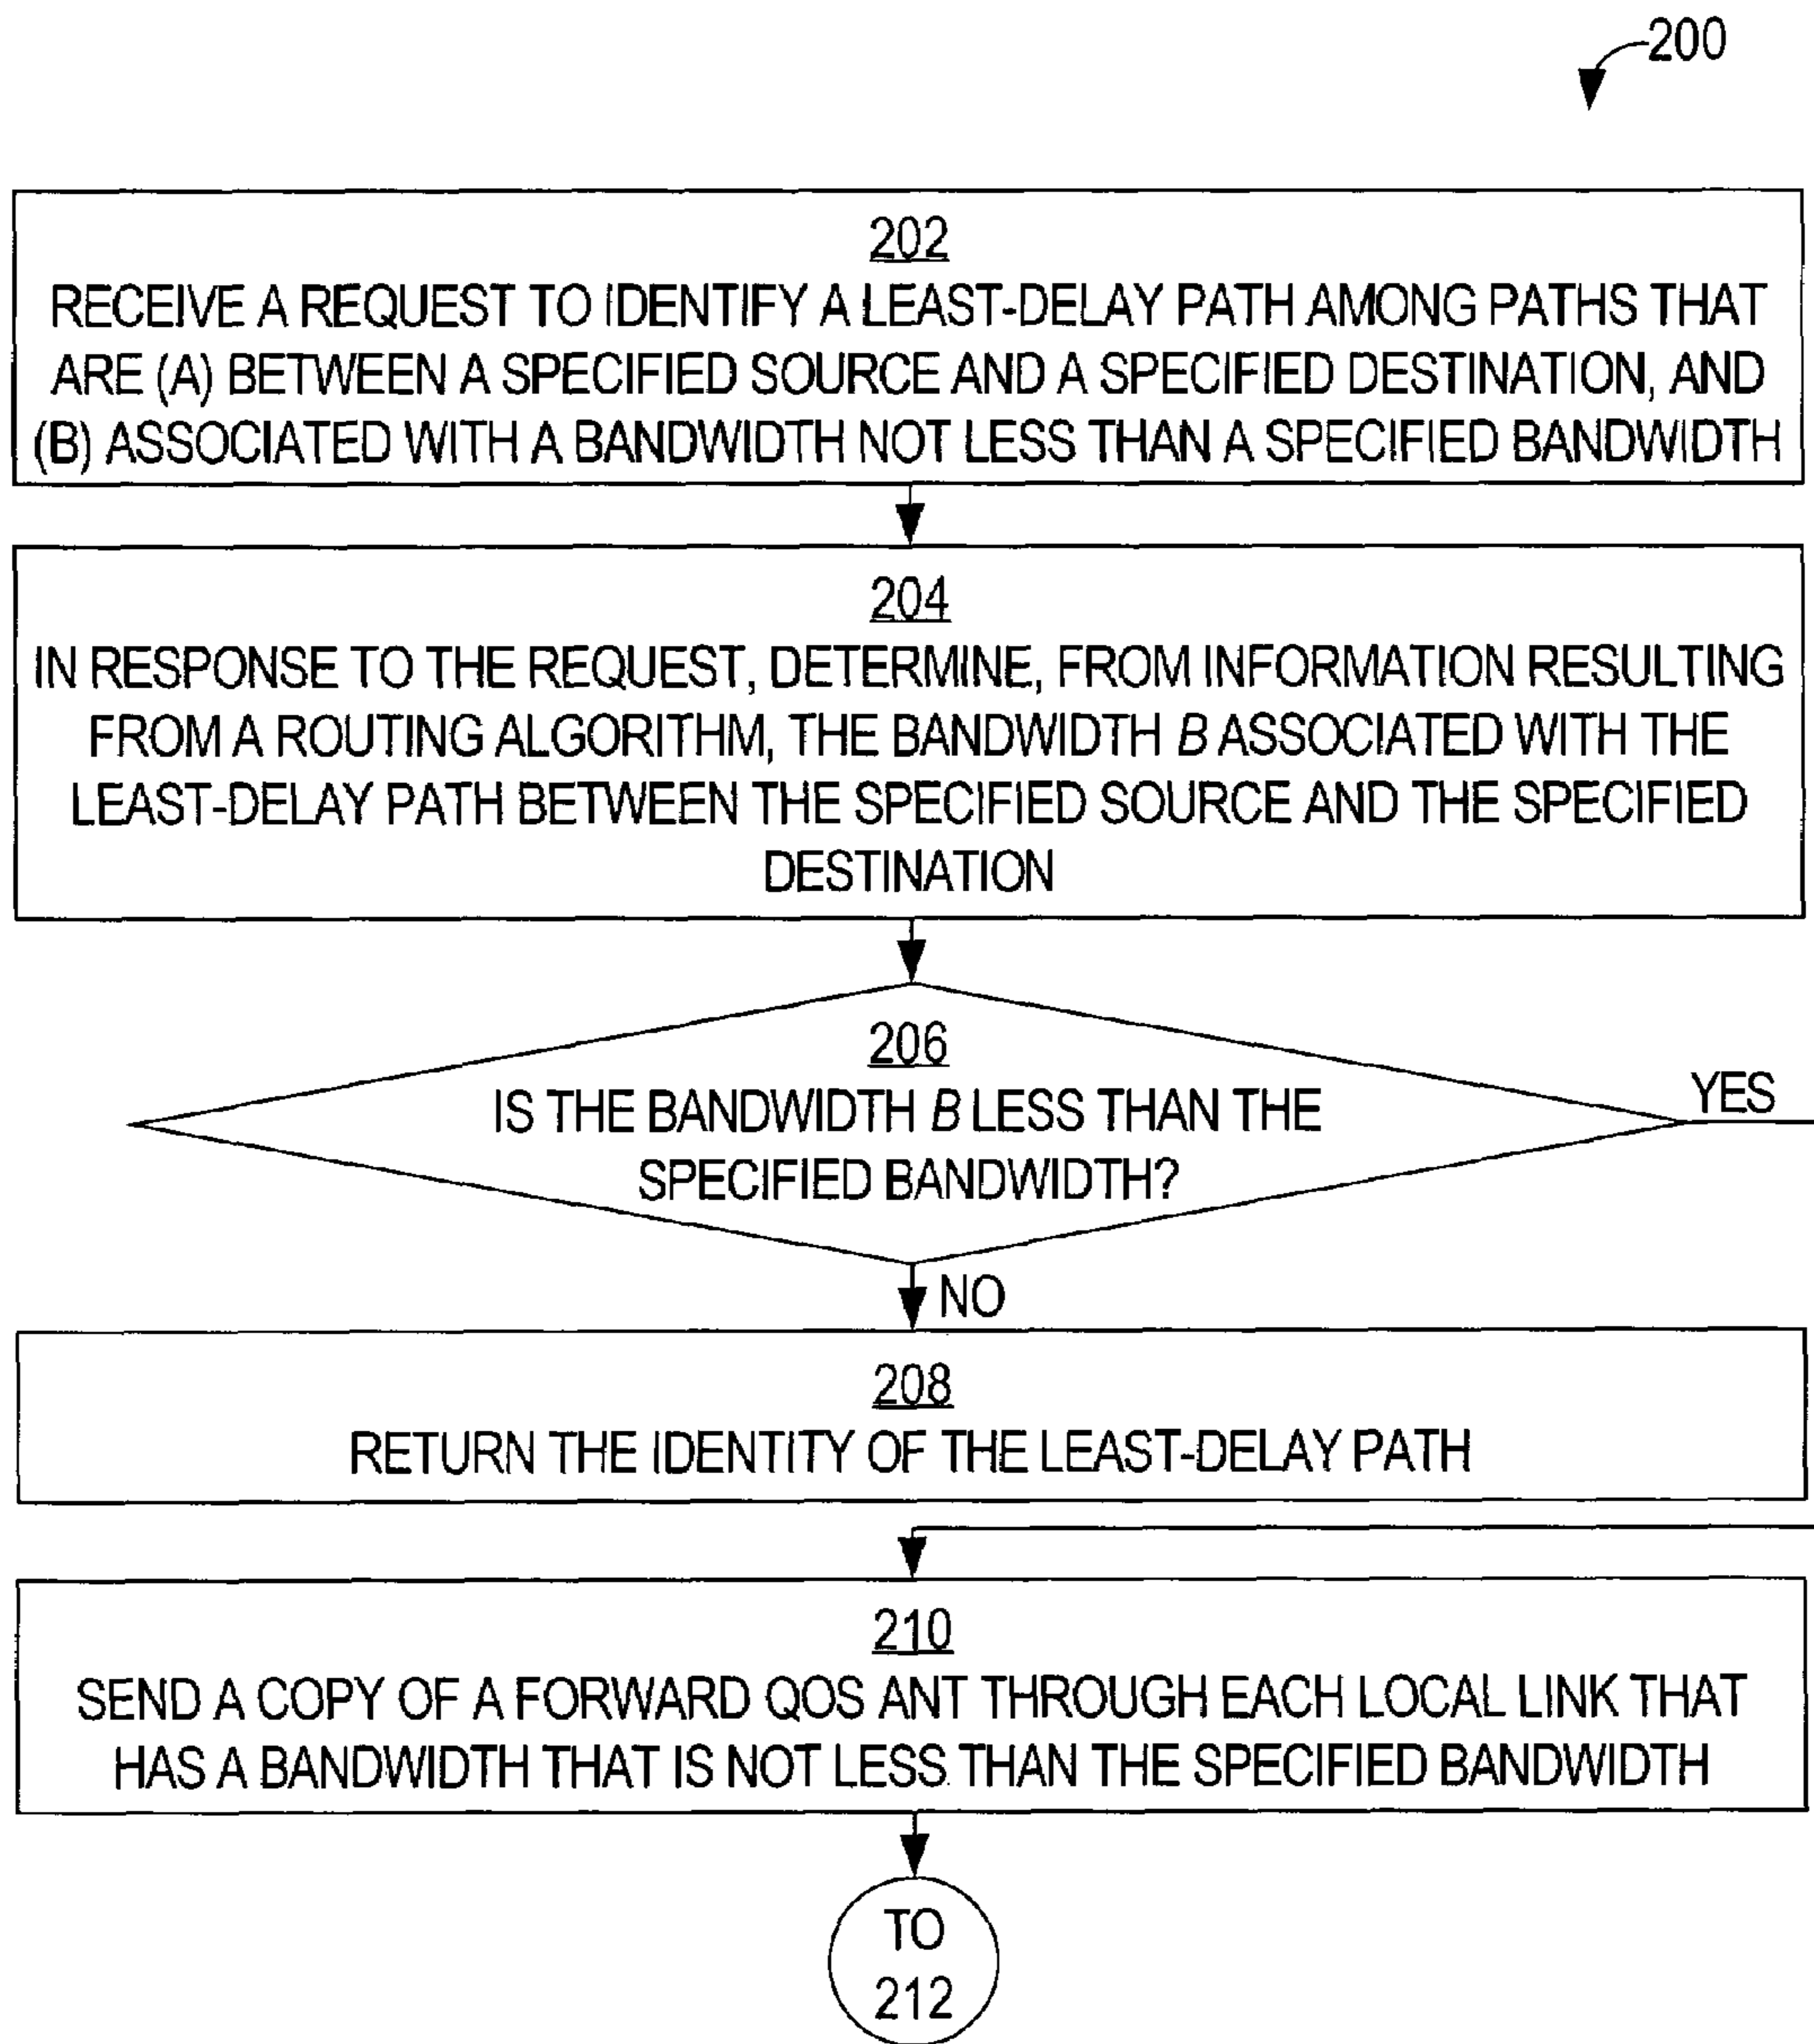 200
202
RECEIVE A REQUEST TO IDENTIFY A LEAST-DELAY PATH AMONG PATHS THAT
ARE (A) BETWEEN A SPECIFIED SOURCE AND A SPECIFIED DESTINATION, AND
(B) ASSOCIATED WITH A BANDWIDTH NOT LESS THAN A SPECIFIED BANDWIDTH
204
IN RESPONSE TO THE REQUEST, DETERMINE, FROM INFORMATION RESULTING
FROM A ROUTING ALGORITHM, THE BANDWIDTH B ASSOCIATED WITH THE
LEAST-DELAY PATH BETWEEN THE SPECIFIED SOURCE AND THE SPECIFIED
DESTINATION
206
IS THE BANDWIDTH B LESS THAN THE
SPECIFIED BANDWIDTH?
YES
NO
208
RETURN THE IDENTITY OF THE LEAST-DELAY PATH
210
SEND A COPY OF A FORWARD QOS ANT THROUGH EACH LOCAL LINK THAT
HAS A BANDWIDTH THAT IS NOT LESS THAN THE SPECIFIED BANDWIDTH
TO
212